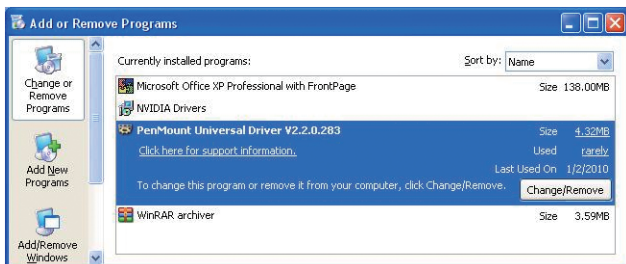 Add or Remove Programs
Change or
Remove
Programs
Add New
Programs
Add/Remove
Windows
Currently installed programs:
Sort by: Name
Microsoft Office XP Professional with FrontPage Size 138.00MB
NVIDIA Drivers
PenMount Universal Driver V2.2.0.283 Size 4.32MB
Click here for support information. Used rarely
Last Used On 1/2/2010
To change this program or remove it from your computer, click Change/Remove. Change/Remove
WinRAR archiver Size 3.59MB